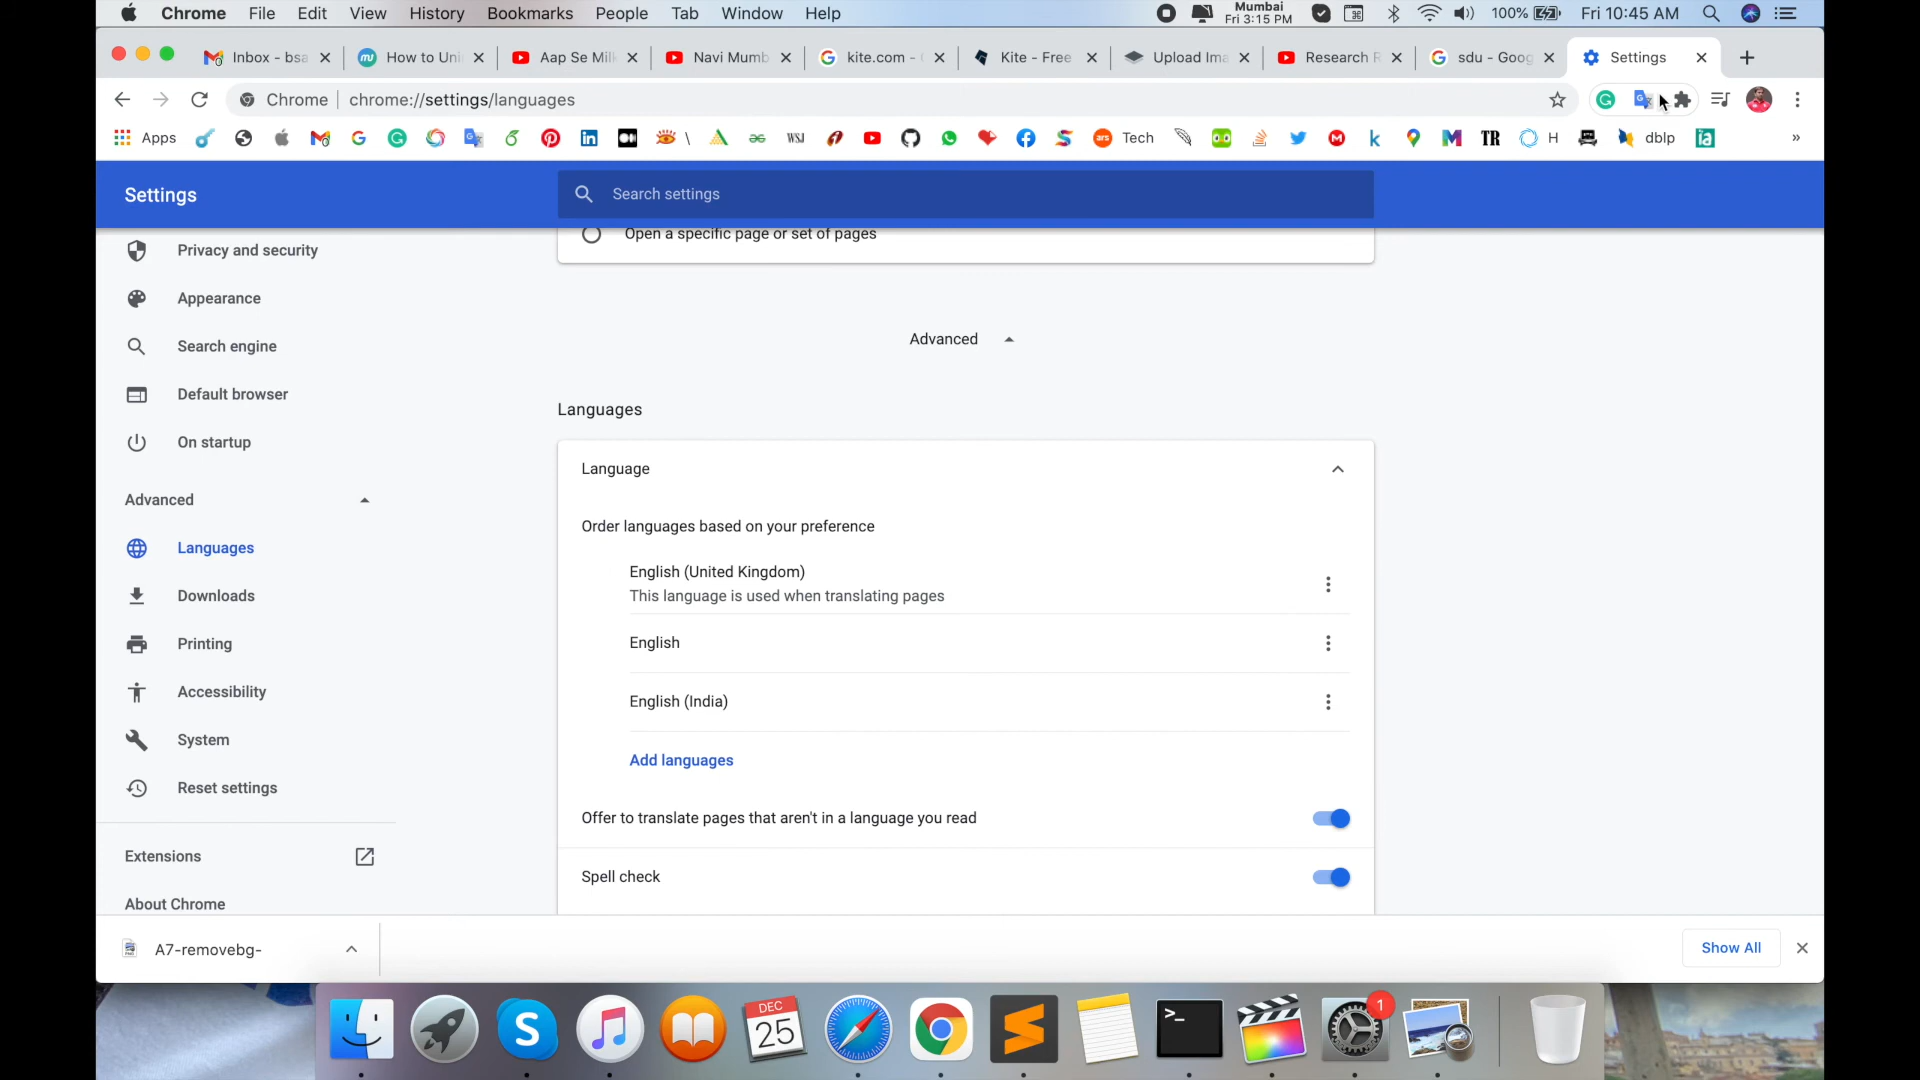 Chrome File Edit View History Bookmarks People Tab Window Help
Mumbai
Fri 3:15 PM
100%
Fri 10:45 AM
Inbox - bsa
How to Uni
Aap Se Milk
Navi Mumb
kite.com -
Kite - Free
Upload Ima
Research R
sdu - Goog
Settings
Chrome chrome://settings/languages
Apps
WSJ
ars Tech
TR
H
dblp
»
Settings
Search settings
Open a specific page or set of pages
Privacy and security
Appearance
Search engine
Default browser
On startup
Advanced
Languages
Downloads
Printing
Accessibility
System
Reset settings
Extensions
About Chrome
Advanced
Languages
Language
Order languages based on your preference
English (United Kingdom)
This language is used when translating pages
English
English (India)
Add languages
Offer to translate pages that aren't in a language you read
Spell check
A7-removebg-
Show All
DEC
25
1